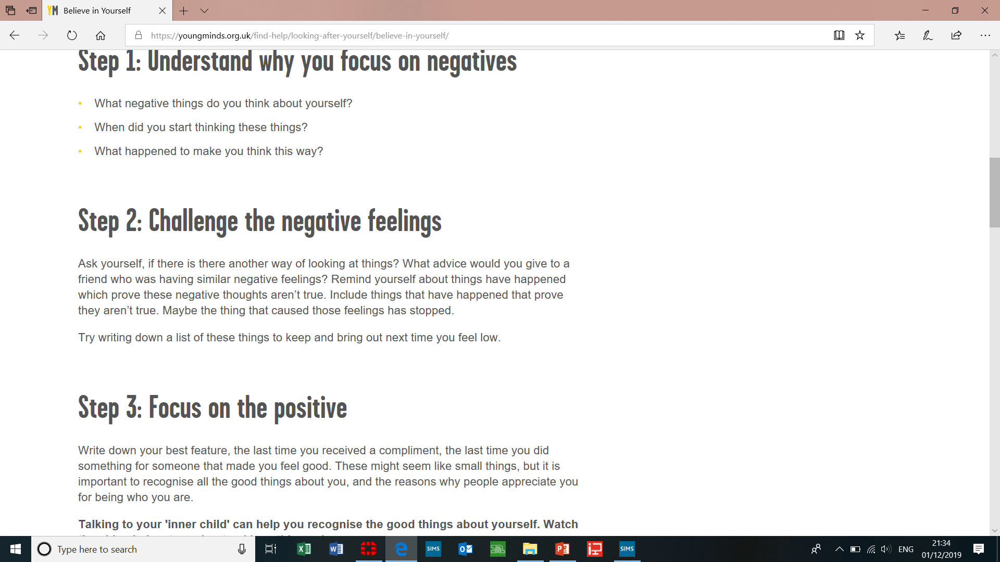 YM Believe in Yourself
https://youngminds.org.uk/find-help/looking-after-yourself/believe-in-yourself/
Step 1: Understand why you focus on negatives
• What negative things do you think about yourself?
• When did you start thinking these things?
• What happened to make you think this way?
Step 2: Challenge the negative feelings
Ask yourself, if there is there another way of looking at things? What advice would you give to a
friend who was having similar negative feelings? Remind yourself about things have happened
which prove these negative thoughts aren’t true. Include things that have happened that prove
they aren’t true. Maybe the thing that caused those feelings has stopped.
Try writing down a list of these things to keep and bring out next time you feel low.
Step 3: Focus on the positive
Write down your best feature, the last time you received a compliment, the last time you did
something for someone that made you feel good. These might seem like small things, but it is
important to recognise all the good things about you, and the reasons why people appreciate you
for being who you are.
Talking to your 'inner child' can help you recognise the good things about yourself. Watch
Type here to search
SIMS
SIMS
ENG
21:34
01/12/2019